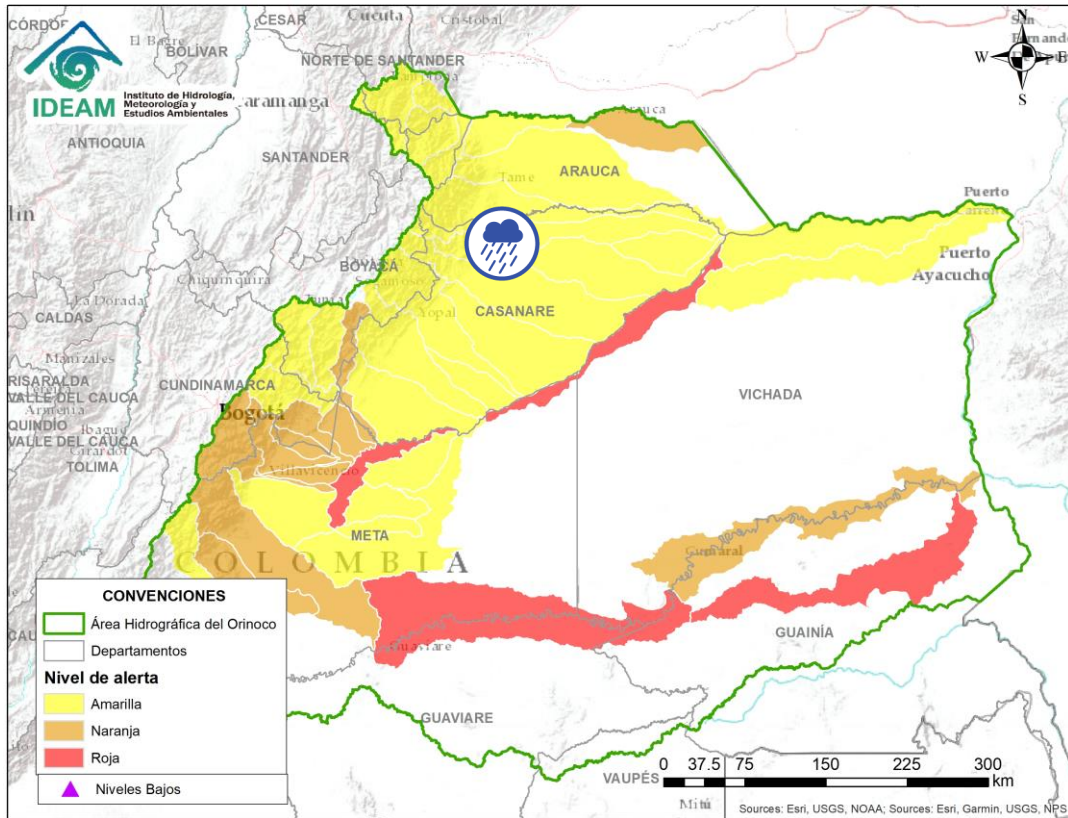 IDEAM
Instituto de Hidrología,
Meteorología y
Estudios Ambientales
N
W
E
S
CESAR
Cucuta
Cristobal
El Bagre
BOLÍVAR
NORTE DE SANTANDER
San
Fernando
aramanga
Arauca
ANTIOQUIA
SANTANDER
Tame
ARAUCA
Puerto
Carreño
Puerto
Ayacucho
BOYACÁ
Chiquinquira
La Dorada
CALDAS
Yopal
CASANARE
Manizales
RISARALDA
CUNDINAMARCA
VICHADA
VALLE DEL CAUCA
Armenia
Bogotá
QUINDÍO
Ibague
VALLE DEL CAUCA
Girardot
TOLIMA
Villavicencio
META
COLOMBIA
GUAINÍA
GUAVIARE
VAUPÉS
Mitú
CONVENCIONES
Área Hidrográfica del Orinoco
Departamentos
Nivel de alerta
Amarilla
Naranja
Roja
Niveles Bajos
0 37.5 75 150 225 300
km
Sources: Esri, USGS, NOAA; Sources: Esri, Garmin, USGS, NPS